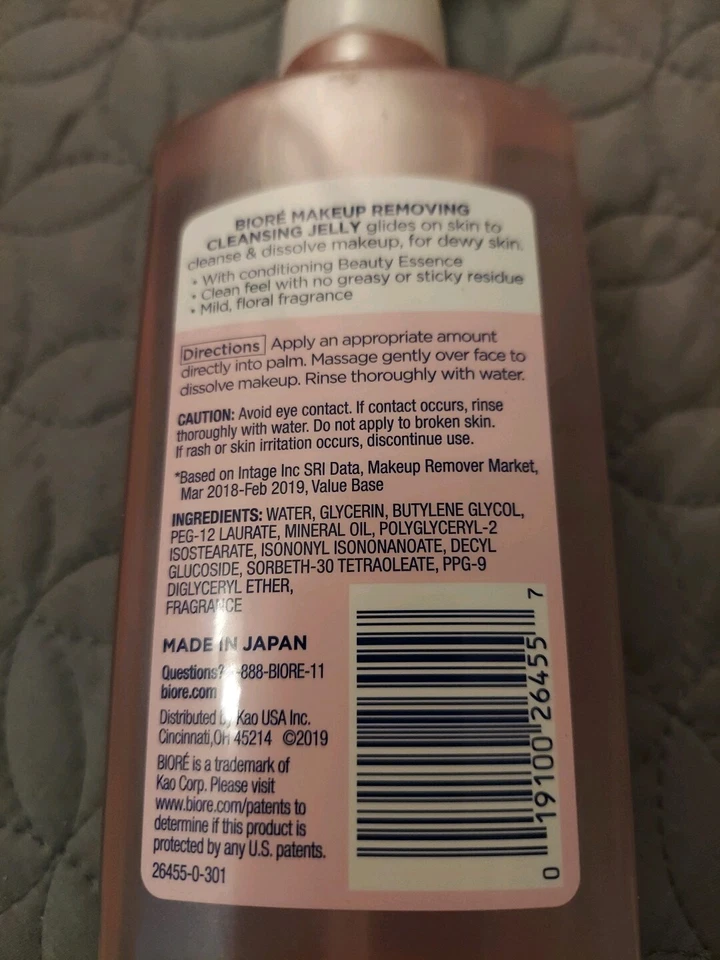 BIORÉ MAKEUP REMOVING
CLEANSING JELLY glides on skin to
cleanse & dissolve makeup, for dewy skin.
• With conditioning Beauty Essence
• Clean feel with no greasy or sticky residue
• Mild, floral fragrance
Directions Apply an appropriate amount
directly into palm. Massage gently over face to
dissolve makeup. Rinse thoroughly with water.
CAUTION: Avoid eye contact. If contact occurs, rinse
thoroughly with water. Do not apply to broken skin.
If rash or skin irritation occurs, discontinue use.
*Based on Intage Inc SRI Data, Makeup Remover Market,
Mar 2018-Feb 2019, Value Base
INGREDIENTS: WATER, GLYCERIN, BUTYLENE GLYCOL,
PEG-12 LAURATE, MINERAL OIL, POLYGLYCERYL-2
ISOSTEARATE, ISONONYL ISONONANOATE, DECYL
GLUCOSIDE, SORBETH-30 TETRAOLEATE, PPG-9
DIGLYCERYL ETHER,
FRAGRANCE
MADE IN JAPAN
Questions? -888-BIORE-11
biore.com
Distributed by Kao USA Inc.
Cincinnati,OH 45214 ©2019
BIORÉ is a trademark of
Kao Corp. Please visit
www.biore.com/patents to
determine if this product is
protected by any U.S. patents.
26455-0-301
0 19100 26455 7